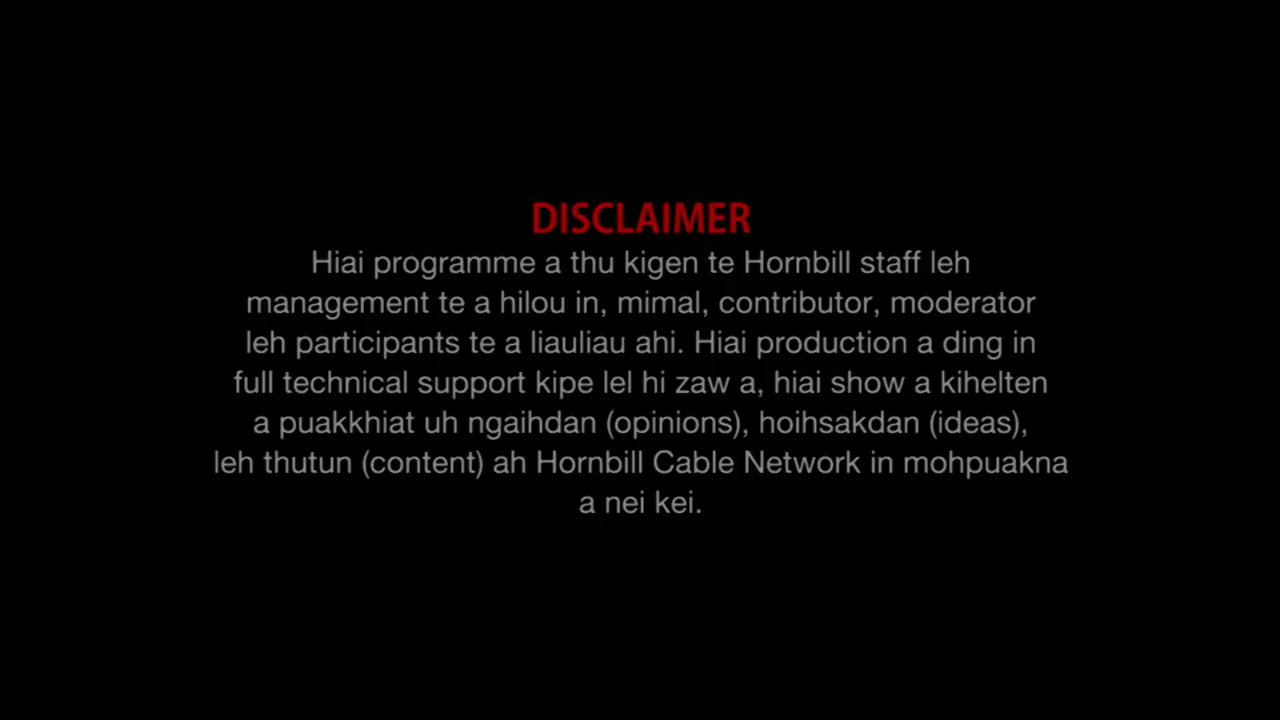 DISCLAIMER
Hiai programme a thu kigen te Hornbill staff leh
management te a hilou in, mimal, contributor, moderator
leh participants te a liauliau ahi. Hiai production a ding in
full technical support kipe lel hi zaw a, hiai show a kihelten
a puakkhiat uh ngaihdan (opinions), hoihsakdan (ideas),
leh thutun (content) ah Hornbill Cable Network in mohpuakna
a nei kei.